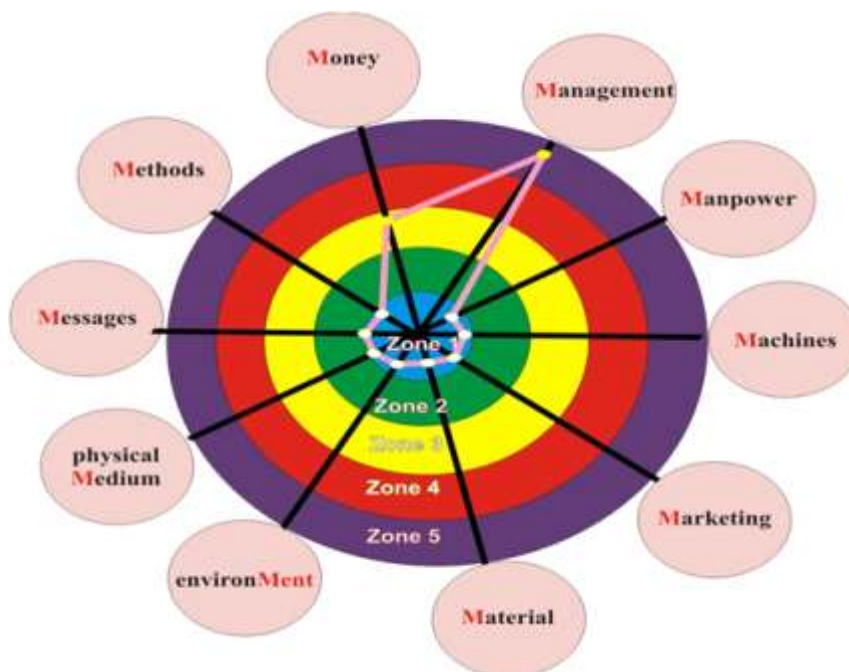 Money
Management
Methods
Manpower
Messages
Machines
Zone 1
physical
Medium
Zone 2
Zone 3
Zone 4
Marketing
Zone 5
environMent
Material